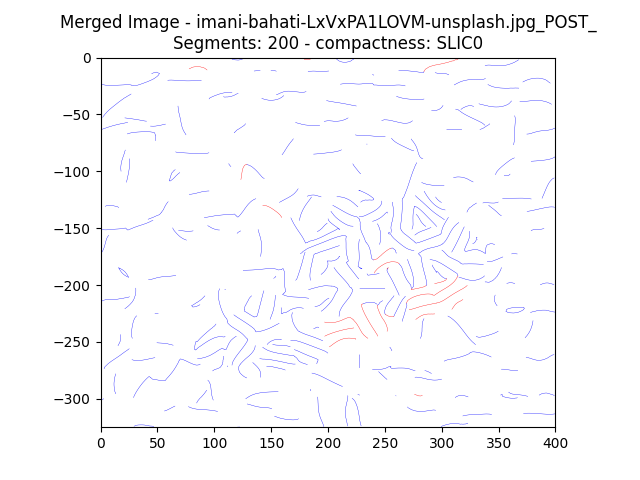 Merged Image - imani-bahati-LxVxPA1LOVM-unsplash.jpg_POST_
Segments: 200 - compactness: SLIC0
0
−50
−100
−150
−200
−250
−300
0 50 100 150 200 250 300 350 400